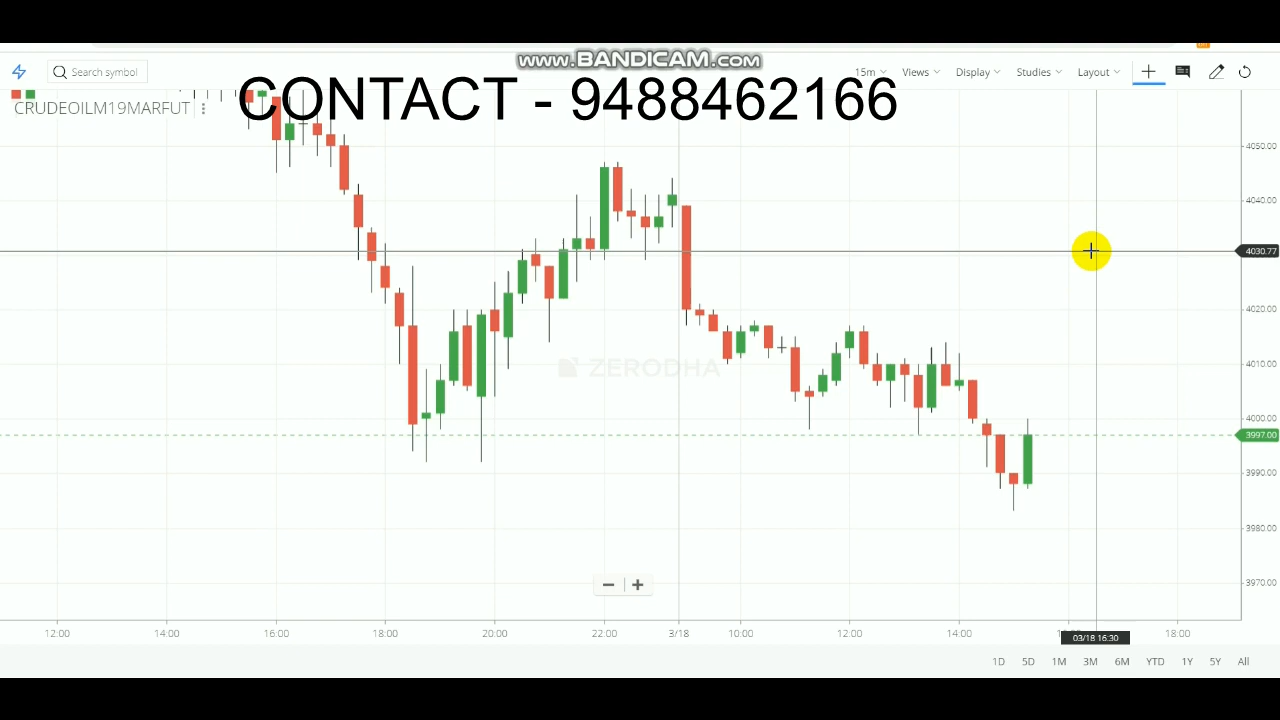 www.BANDICAM.com
Search symbol
15m Views Display Studies Layout
CRUDEOILM19MARFUT
CONTACT - 9488462166
4050.00
4040.00
4030.77
4020.00
4010.00
ZERODHA
4000.00
3997.00
3990.00
3980.00
3970.00
12:00 14:00 16:00 18:00 20:00 22:00 3/18 10:00 12:00 14:00 18:00
03/18 16:30
1D 5D 1M 3M 6M YTD 1Y 5Y All